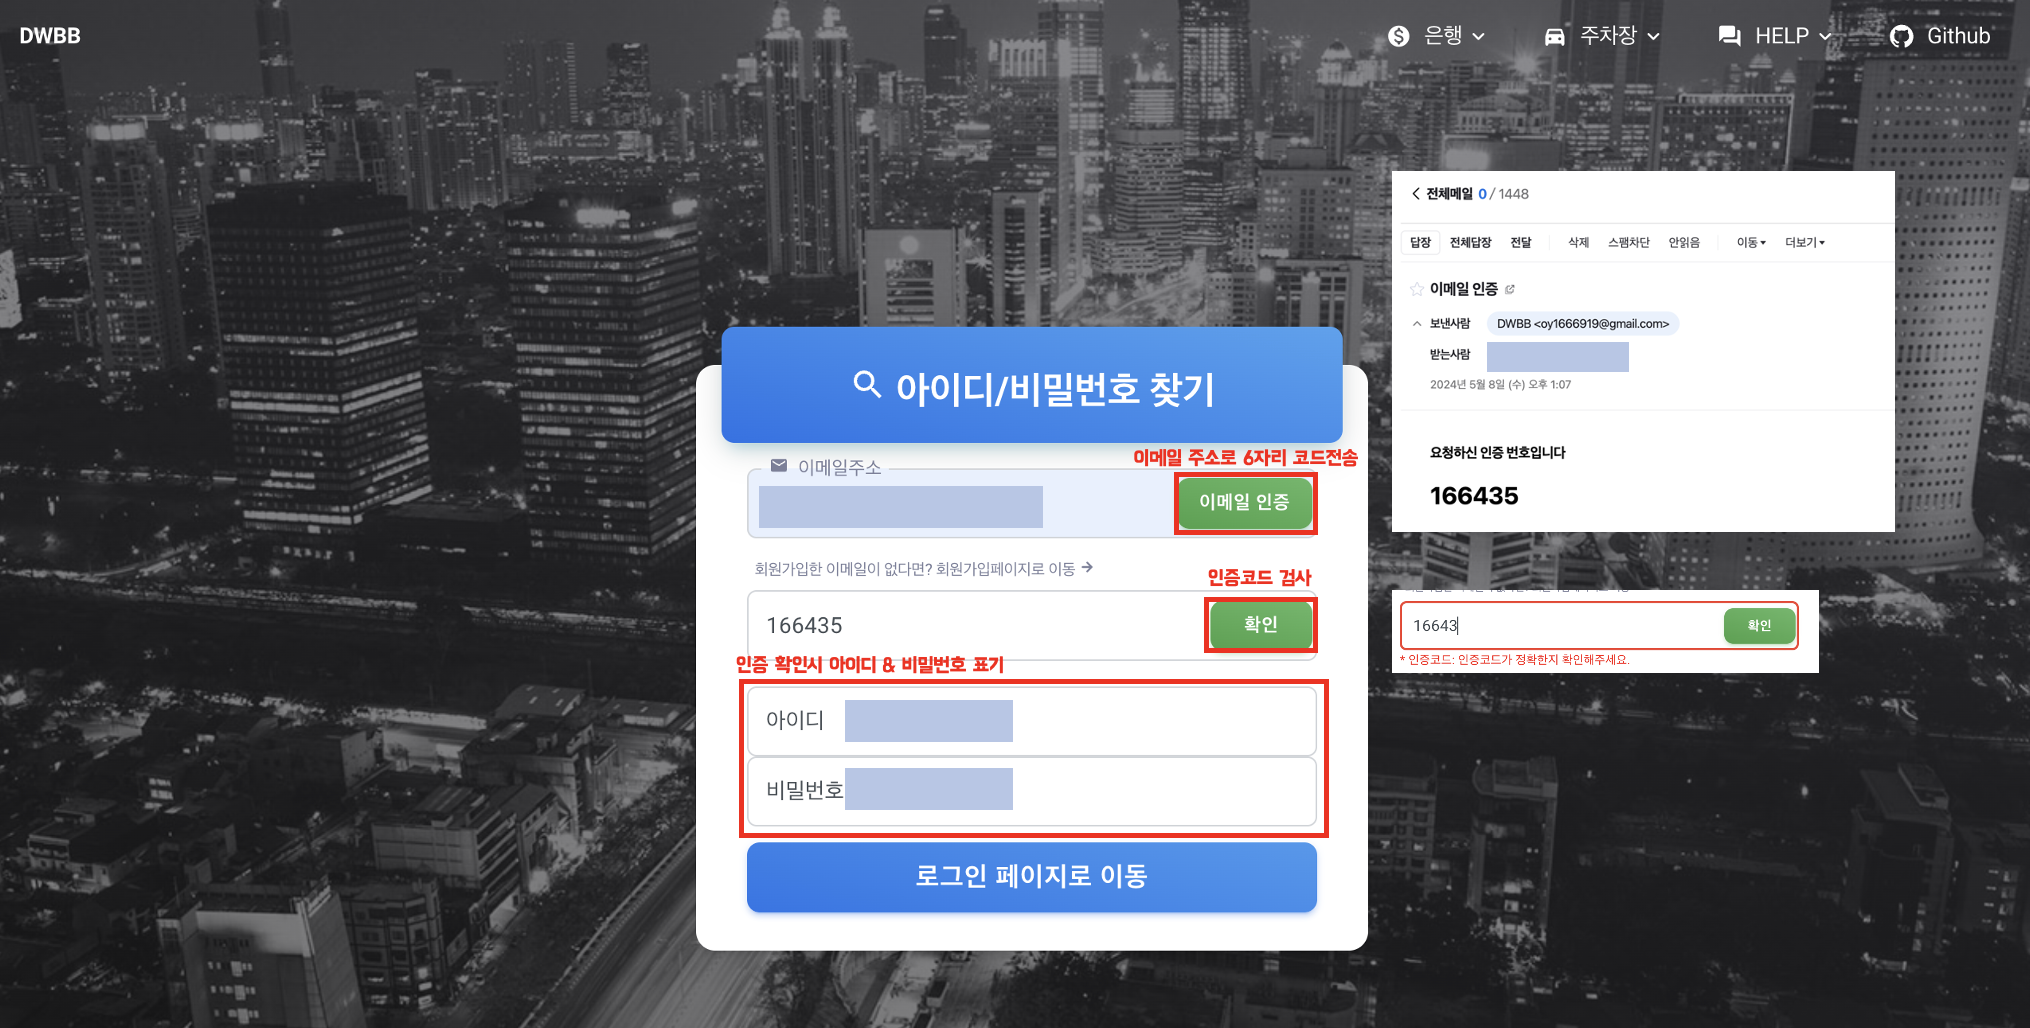 DWBB
은행
주차장
HELP
Github
아이디/비밀번호 찾기
이메일 주소로 6자리 코드전송
이메일주소
이메일 인증
회원가입한 이메일이 없다면? 회원가입페이지로 이동
인증코드 검사
166435
확인
인증 확인시 아이디 & 비밀번호 표기
아이디
비밀번호
로그인 페이지로 이동
전체메일 0 / 1448
답장 전체답장 전달 삭제 스팸차단 안읽음 이동 더보기
이메일 인증
보낸사람 DWBB <oy1666919@gmail.com>
받는사람
2024년 5월 8일 (수) 오후 1:07
요청하신 인증 번호입니다
166435
16643
확인
* 인증코드: 인증코드가 정확한지 확인해주세요.